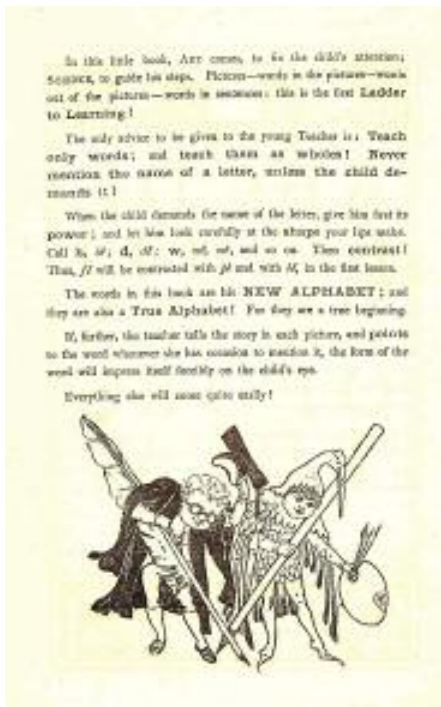 In this little book, ART comes, to fix the child's attention;
SCIENCE, to guide his steps. Pictures—words in the pictures—words
out of the pictures—words in sentences: this is the first Ladder
to Learning!
The only advice to be given to the young Teacher is: Teach
only words; and teach them as wholes! Never
mention the name of a letter, unless the child de-
mands it!
When the child demands the name of the letter, give him first its
power; and let him look carefully at the shape your lips make.
Call b, d, w, and so on. Then contrast!
Thus, will be contrasted with and with in the first lesson.
The words in this book are his NEW ALPHABET; and
they are also a True Alphabet! For they are a true beginning.
If, further, the teacher tells the story in each picture, and points
to the word whenever she has occasion to mention it, the form of the
word will impress itself forcibly on the child's eye.
Everything else will come quite easily!